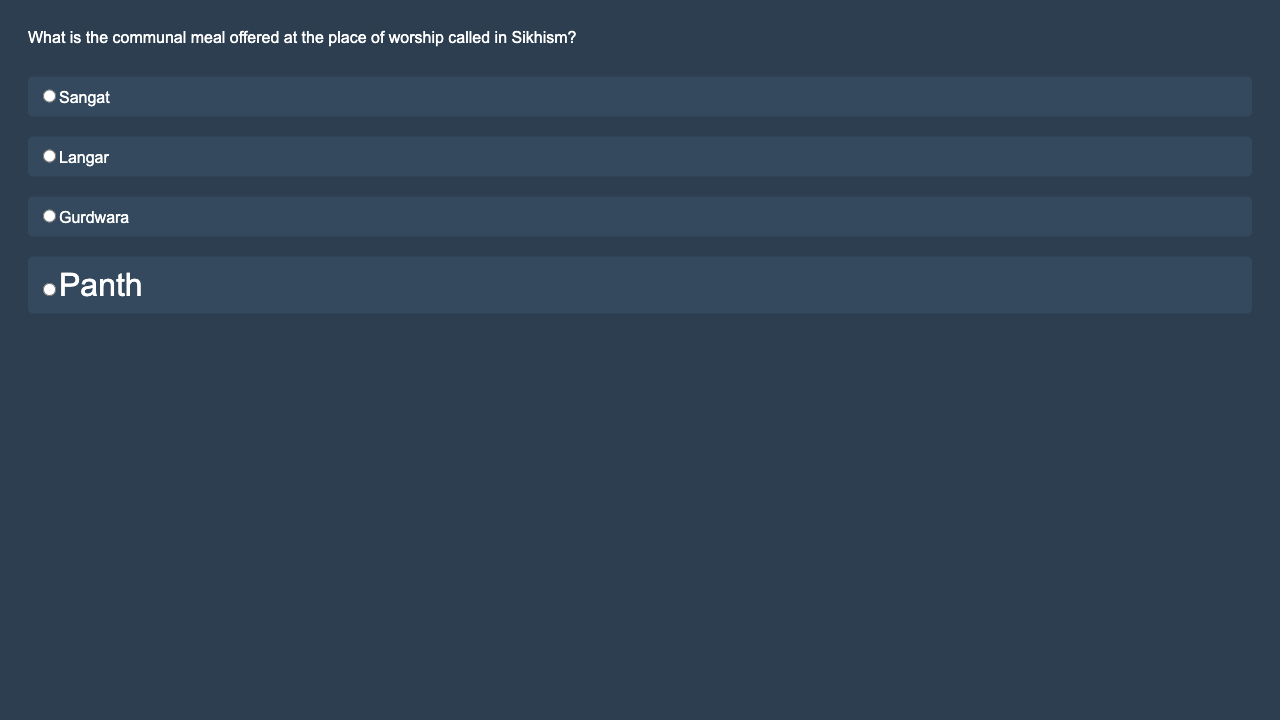 What is the communal meal offered at the place of worship called in Sikhism?
Sangat
Langar
Gurdwara
Panth